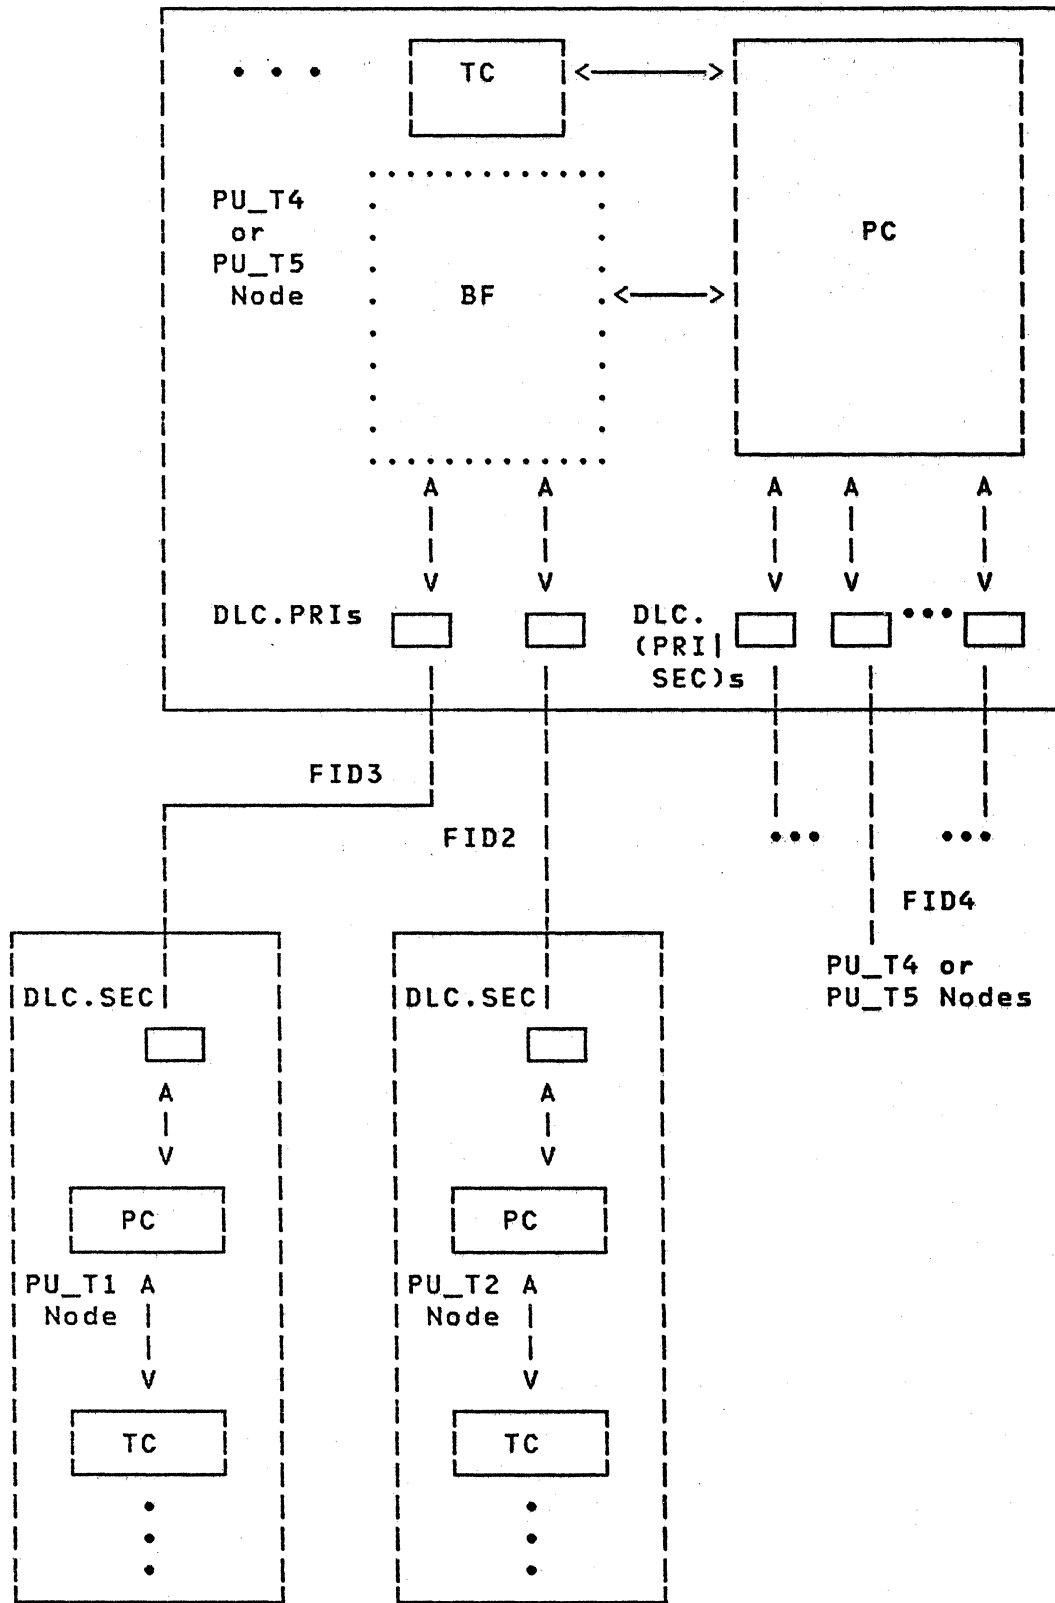 TC
PU_T4
or
PU_T5
Node
BF
PC
DLC.PRIs
DLC.
(PRI|
SEC)s
FID3
FID2
FID4
PU_T4 or
PU_T5 Nodes
DLC.SEC
PC
PU_T1
Node
TC
DLC.SEC
PC
PU_T2
Node
TC